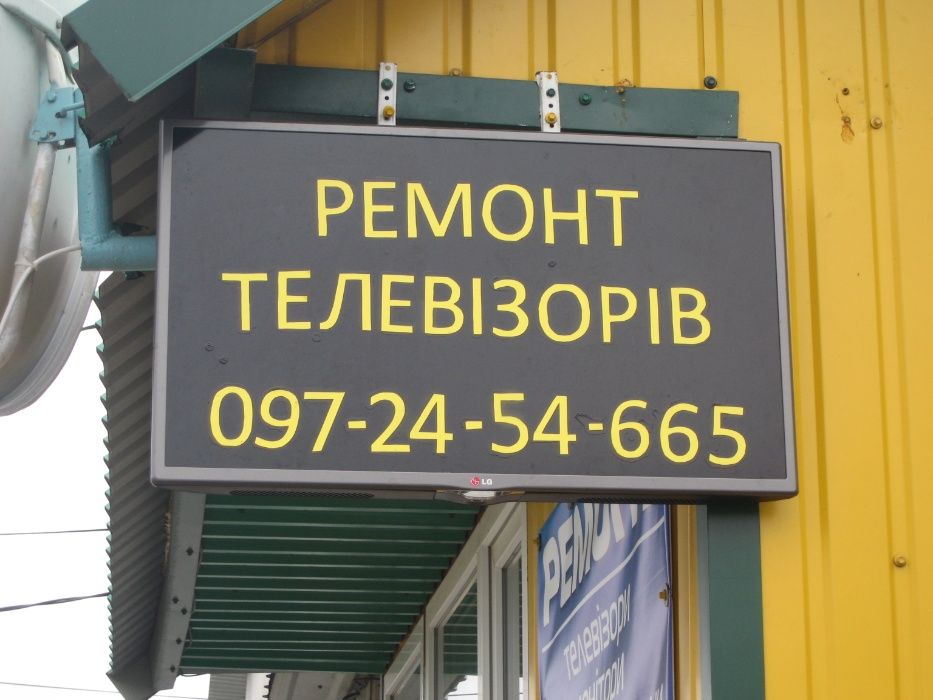 РЕМОНТ
ТЕЛЕВІЗОРІВ
097-24-54-665
LG
РЕМОНТ
телевізори